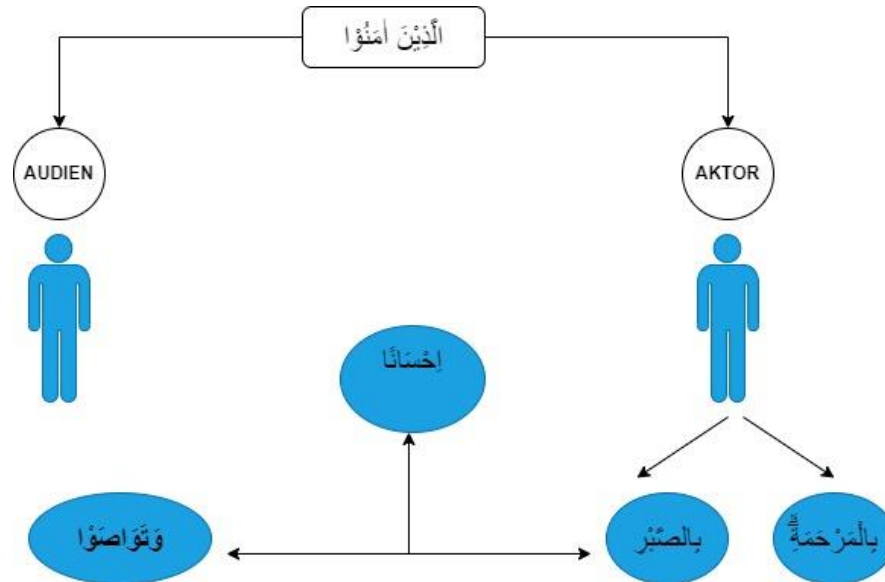 الَّذِيْنَ اٰمَنُوْا
AUDIEN
AKTOR
اِحْسَانًا
وَتَوَاصَوْا
بِالصَّبْرِ
بِالْمَرْحَمَةِۗ